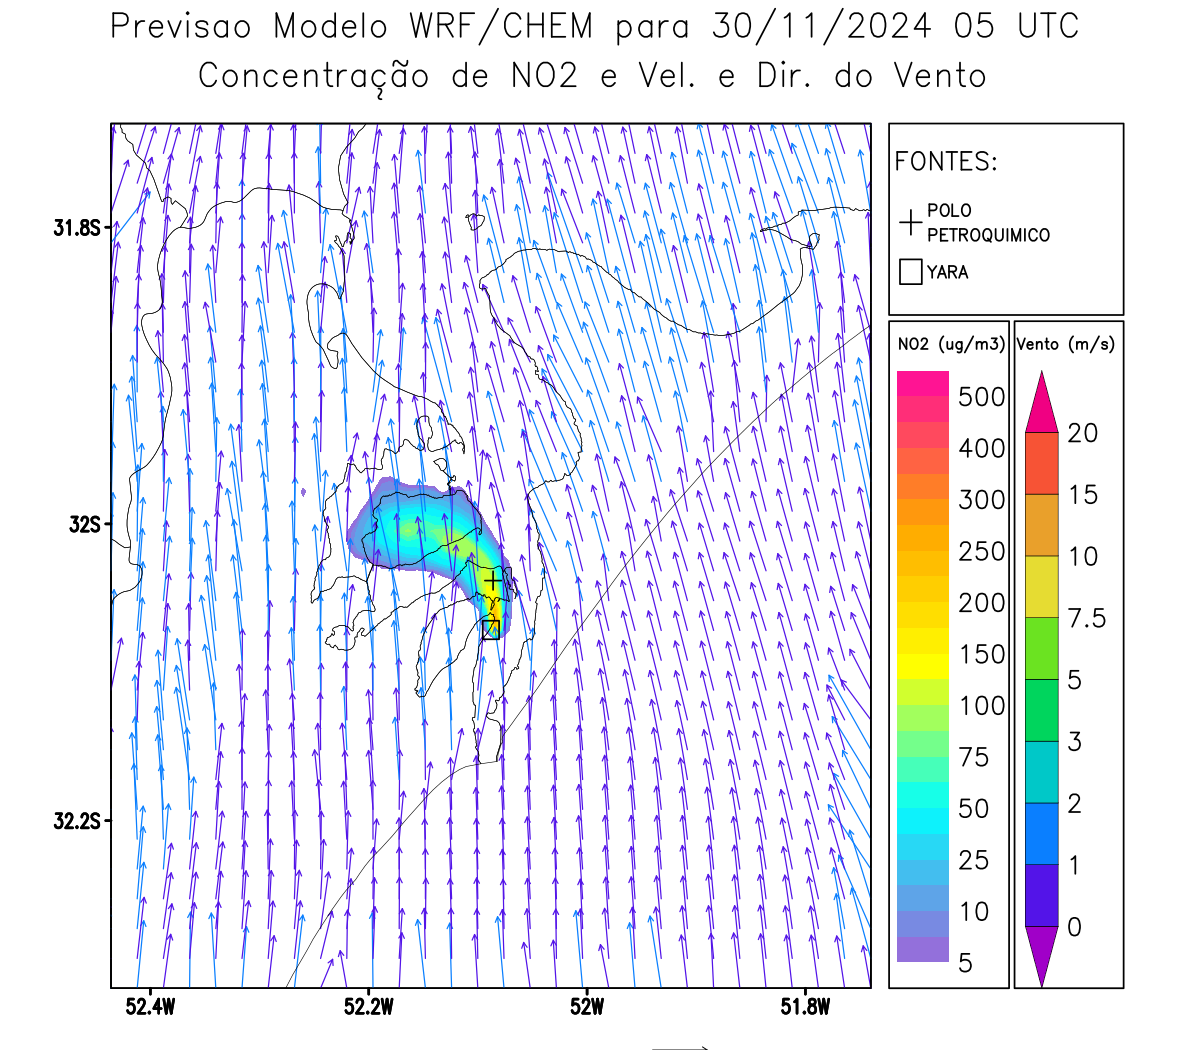 Previsao Modelo WRF/CHEM para 30/11/2024 05 UTC
Concentração de NO2 e Vel. e Dir. do Vento
FONTES:
POLO
PETROQUIMICO
YARA
NO2 (ug/m3)
500
400
300
250
200
150
100
75
50
25
10
5
Vento (m/s)
20
15
10
7.5
5
3
2
1
0
31.8S
32S
32.2S
52.4W
52.2W
52W
51.8W